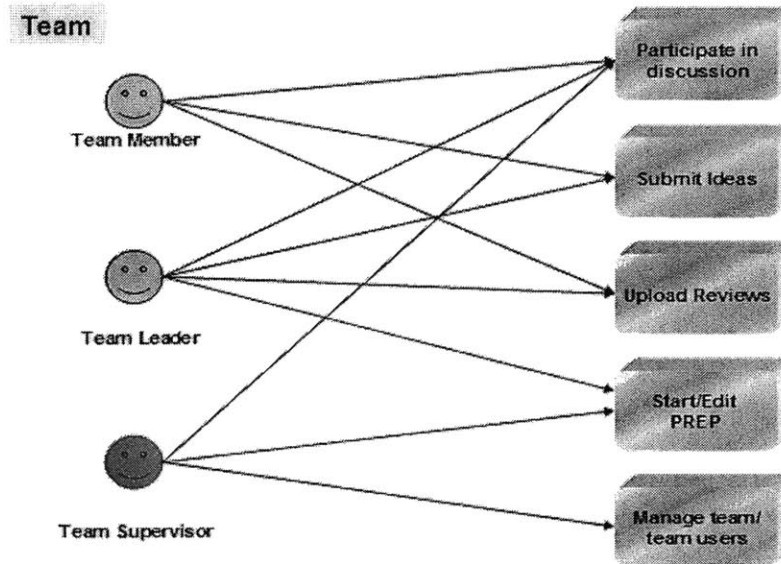 Team
Team Member
Team Leader
Team Supervisor
Participate in
discussion
Submit Ideas
Upload Reviews
Start/Edit
PREP
Manage team/
team users